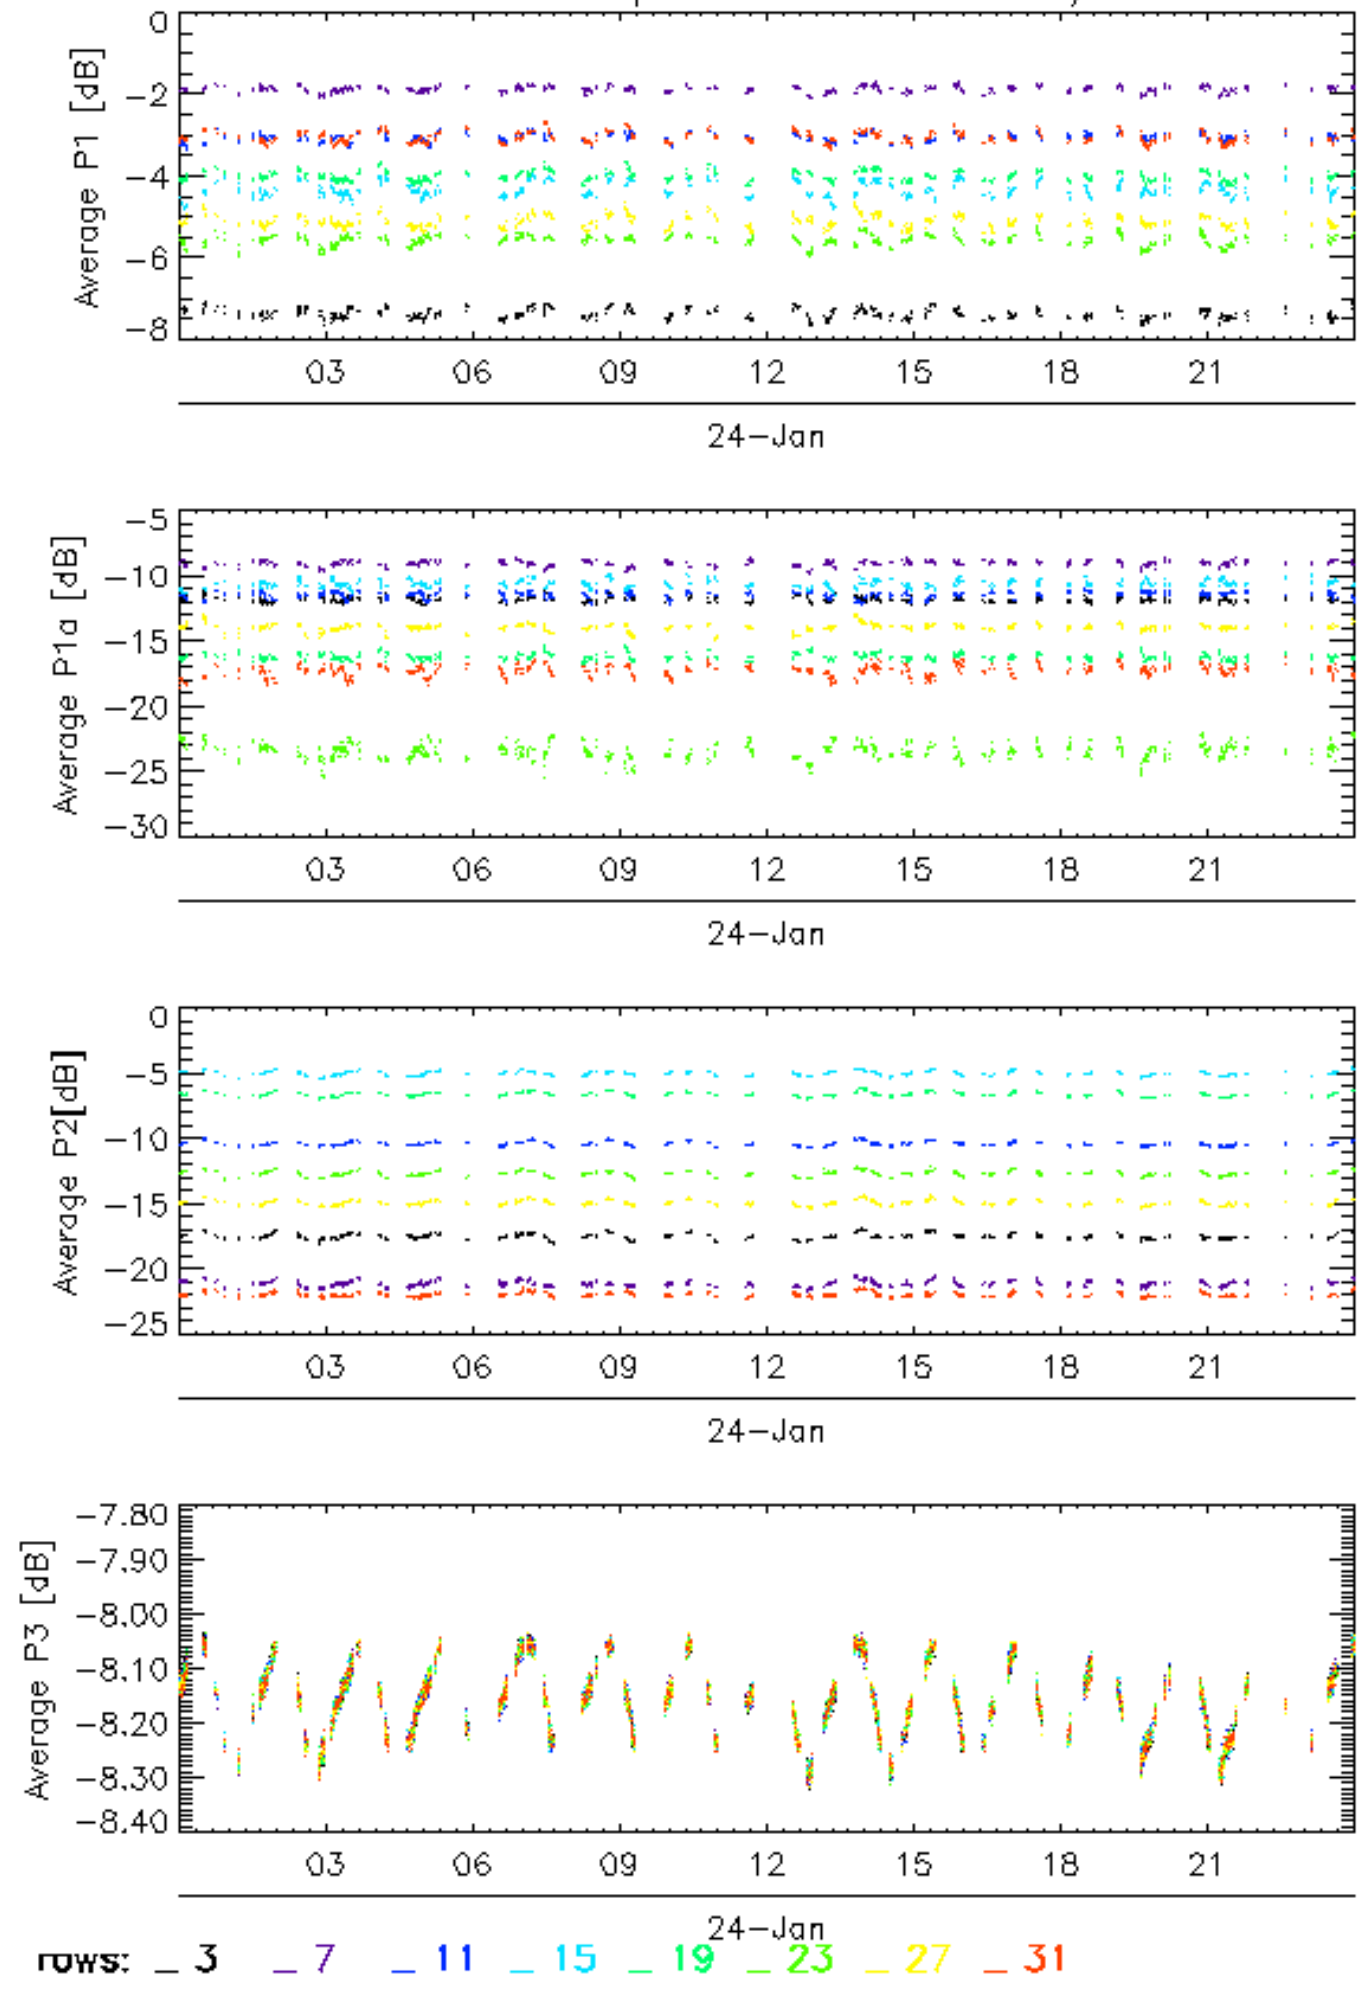 0
−2
−4
−6
−8
Average P1 [dB]
03 06 09 12 15 18 21
24−Jan
−5
−10
−15
−20
−25
−30
Average P1a [dB]
03 06 09 12 15 18 21
24−Jan
0
−5
−10
−15
−20
−25
Average P2[dB]
03 06 09 12 15 18 21
24−Jan
−7.80
−7.90
−8.00
−8.10
−8.20
−8.30
−8.40
Average P3 [dB]
03 06 09 12 15 18 21
24−Jan
rows: _ 3 _ 7 _ 11 _ 15 _ 19 _ 23 _ 27 _ 31